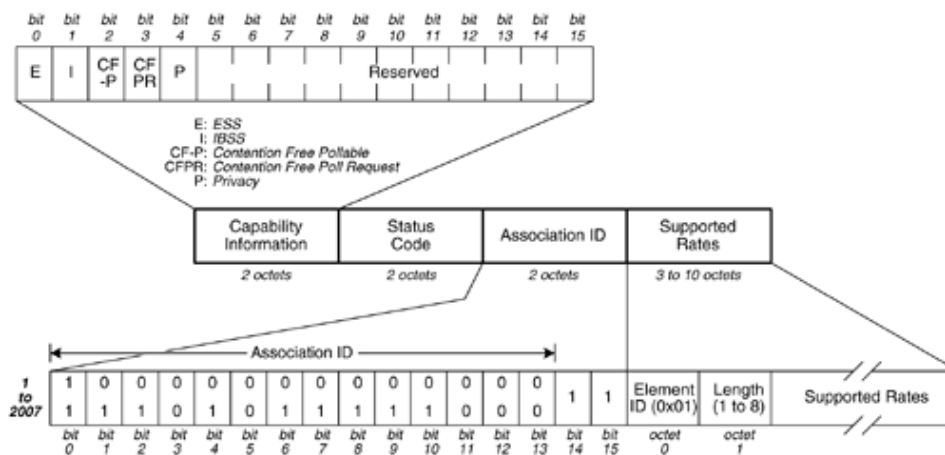 bit bit bit bit bit bit bit bit bit bit bit bit bit bit bit bit
0 1 2 3 4 5 6 7 8 9 10 11 12 13 14 15
E I CF-P CFPR P Reserved
E: ESS
I: IBSS
CF-P: Contention Free Pollable
CFPR: Contention Free Poll Request
P: Privacy
Capability Information Status Code Association ID Supported Rates
2 octets 2 octets 2 octets 3 to 10 octets
Association ID
1 to 2007
1 0 0 0 0 0 0 0 0 0 0 0 0 0 1 1 Element ID (0x01) Length (1 to 8) Supported Rates
1 1 1 0 1 0 1 1 1 1 1 0 0 0
bit bit bit bit bit bit bit bit bit bit bit bit bit bit bit bit octet octet
0 1 2 3 4 5 6 7 8 9 10 11 12 13 14 15 0 1